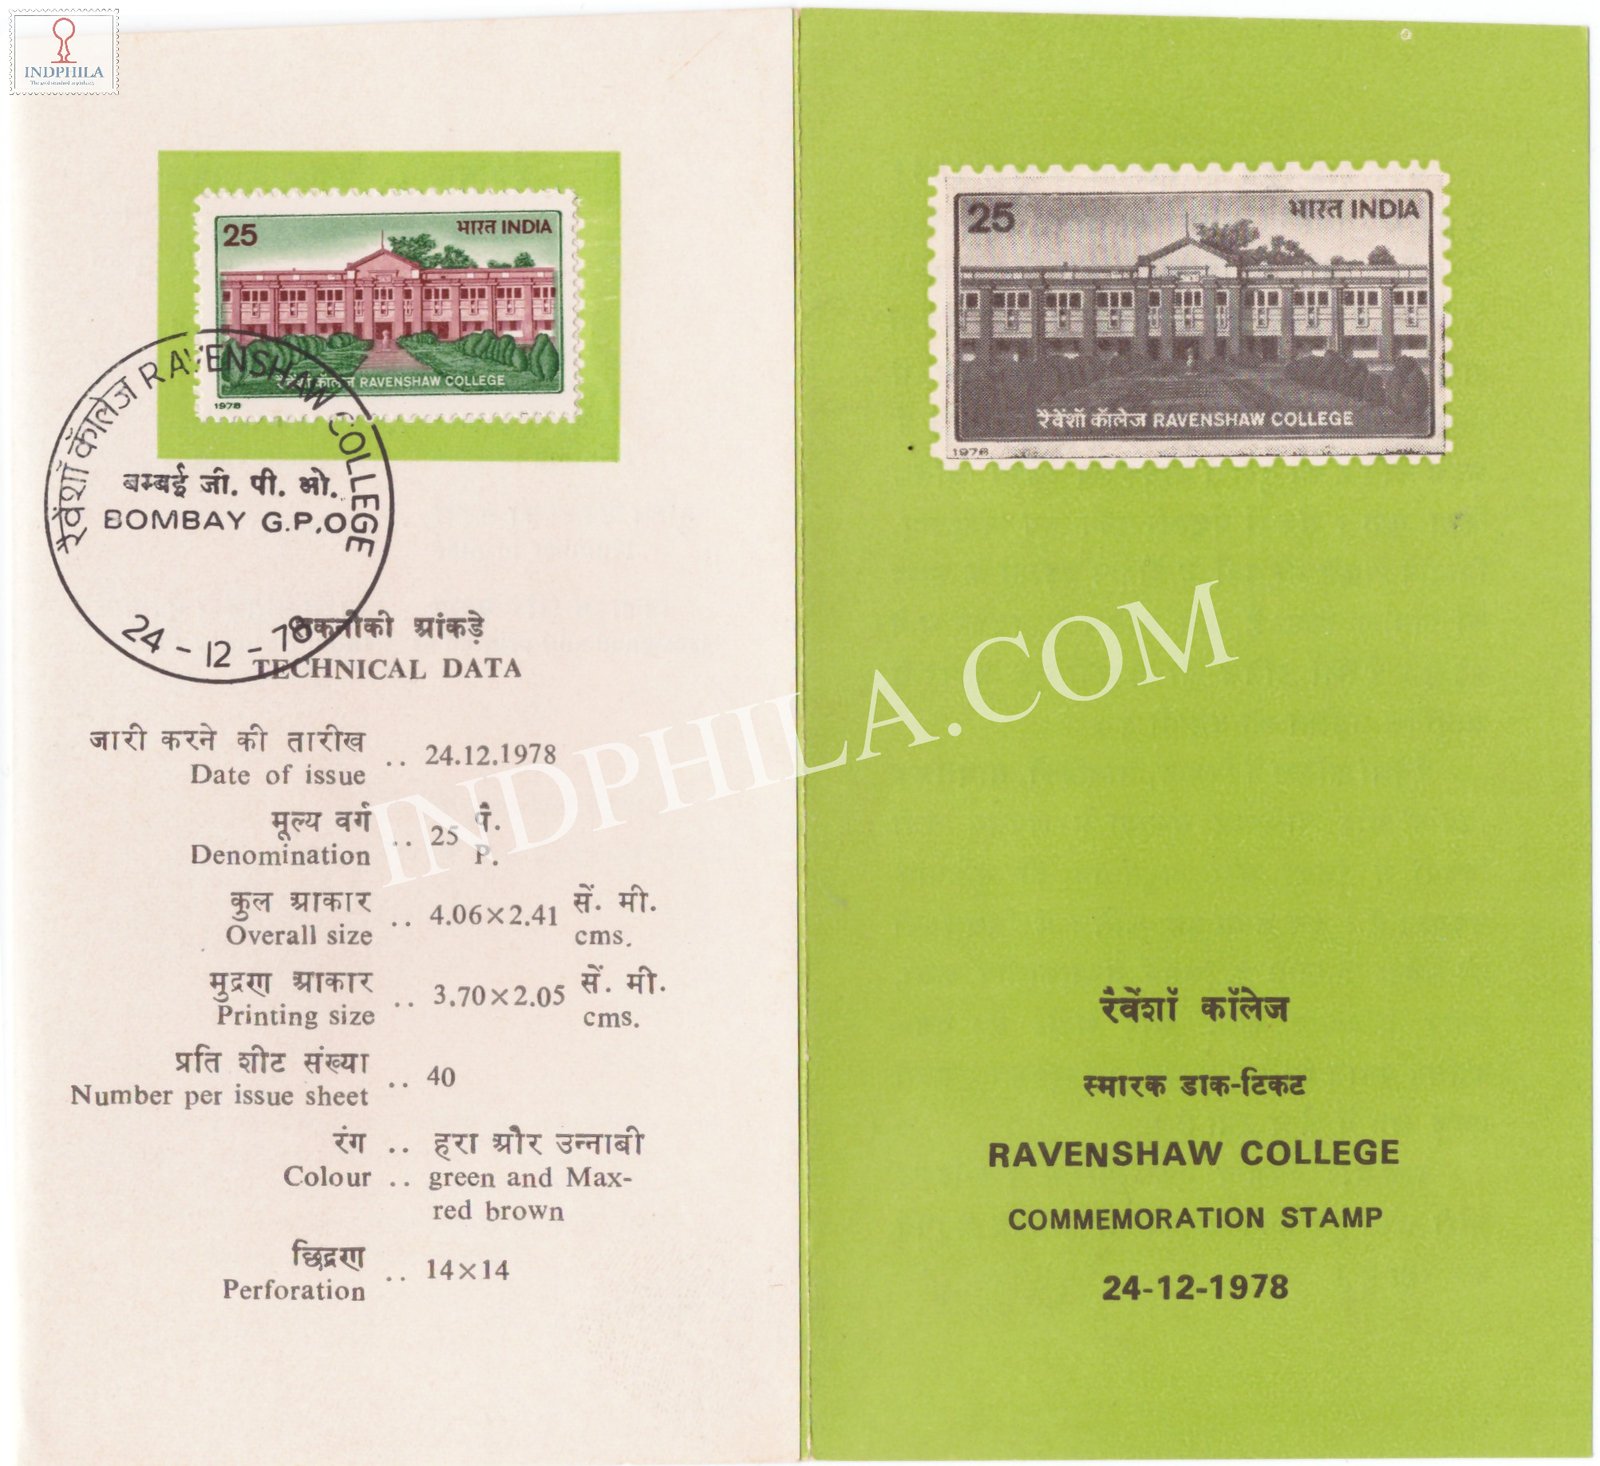 INDPHILA
25
भारत INDIA
रैवेंशॉ कॉलेज RAVENSHAW COLLEGE
1978
रैवेंशॉ कॉलेज RAVENSHAW COLLEGE
बम्बई जी. पी. ओ.
BOMBAY G.P.O
24-12-78
तकनीकी आंकड़े
TECHNICAL DATA
जारी करने की तारीख
Date of issue .. 24.12.1978
मूल्य वर्ग पै.
Denomination .. 25 P.
कुल आकार सें. मी.
Overall size .. 4.06×2.41 cms.
मुद्रण आकार सें. मी.
Printing size .. 3.70×2.05 cms.
प्रति शीट संख्या
Number per issue sheet .. 40
रंग .. हरा और उन्नाबी
Colour .. green and Max-
red brown
छिद्रण
Perforation .. 14×14
25
भारत INDIA
रैवेंशॉ कॉलेज RAVENSHAW COLLEGE
1978
रैवेंशॉ कॉलेज
स्मारक डाक-टिकट
RAVENSHAW COLLEGE
COMMEMORATION STAMP
24-12-1978
INDPHILA.COM